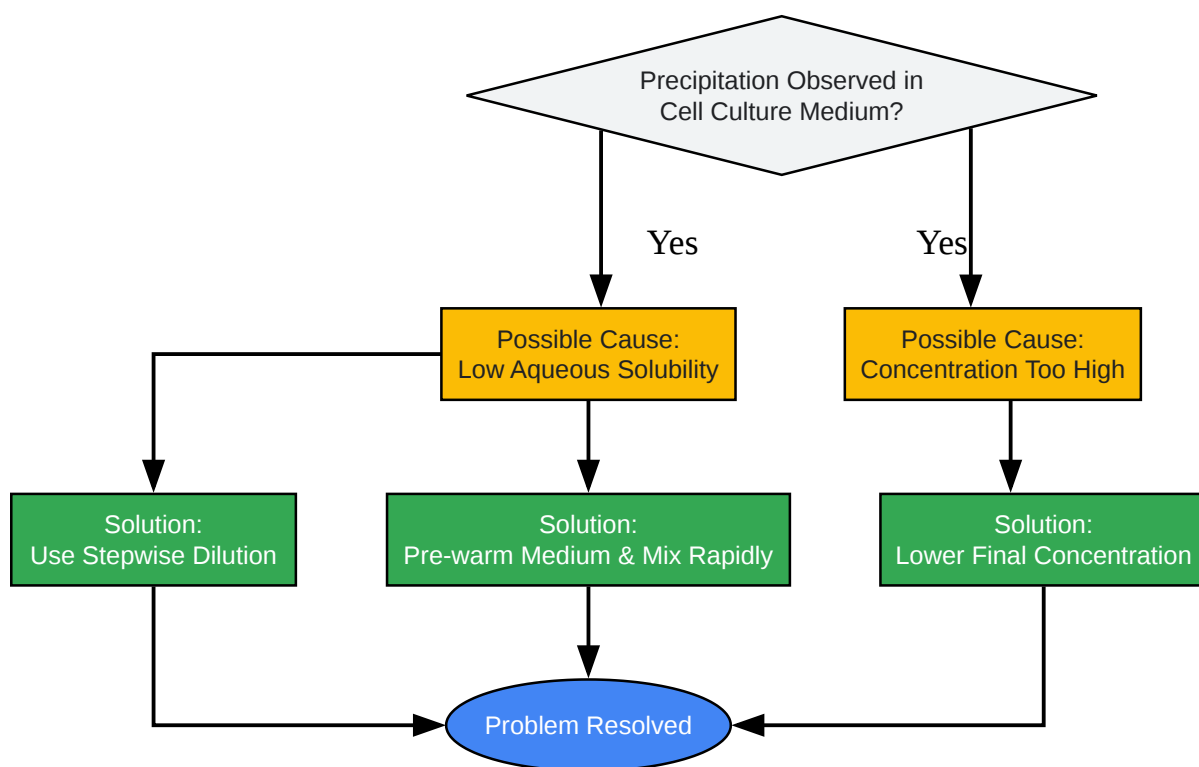 Precipitation Observed in
Cell Culture Medium?
Yes
Yes
Possible Cause:
Low Aqueous Solubility
Possible Cause:
Concentration Too High
Solution:
Use Stepwise Dilution
Solution:
Pre-warm Medium & Mix Rapidly
Solution:
Lower Final Concentration
Problem Resolved